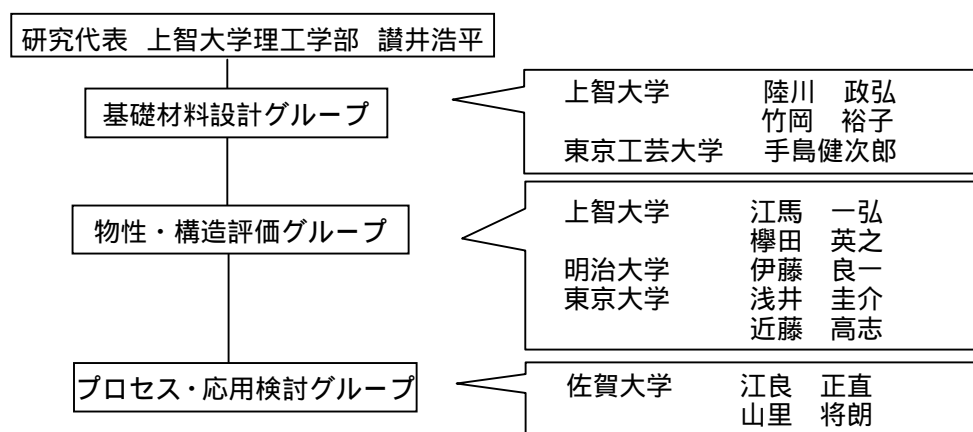 研究代表 上智大学理工学部 讃井浩平
基礎材料設計グループ
上智大学 陸川 政弘
竹岡 裕子
東京工芸大学 手島健次郎
物性・構造評価グループ
上智大学 江馬 一弘
欅田 英之
明治大学 伊藤 良一
東京大学 浅井 圭介
近藤 高志
プロセス・応用検討グループ
佐賀大学 江良 正直
山里 将朗